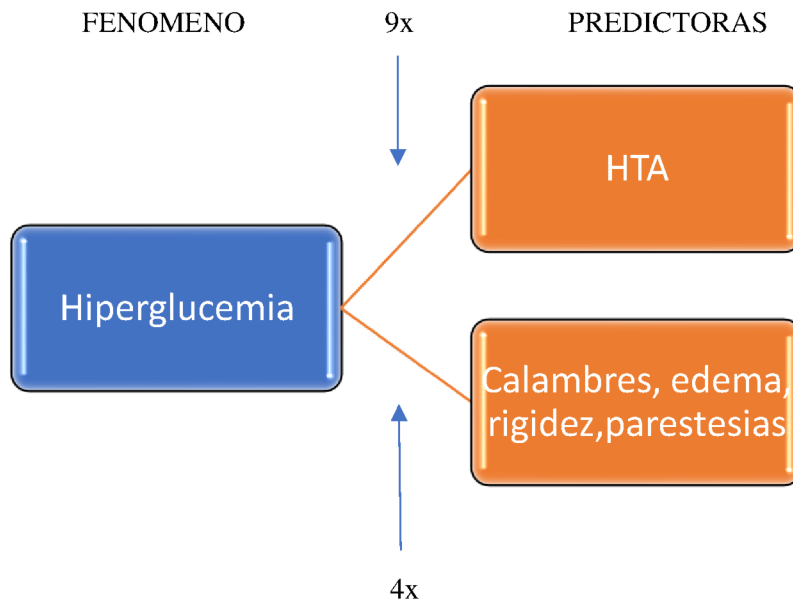 FENOMENO 9x PREDICTORAS
HTA
Hiperglucemia
Calambres, edema,
rigidez,parestesias
4x